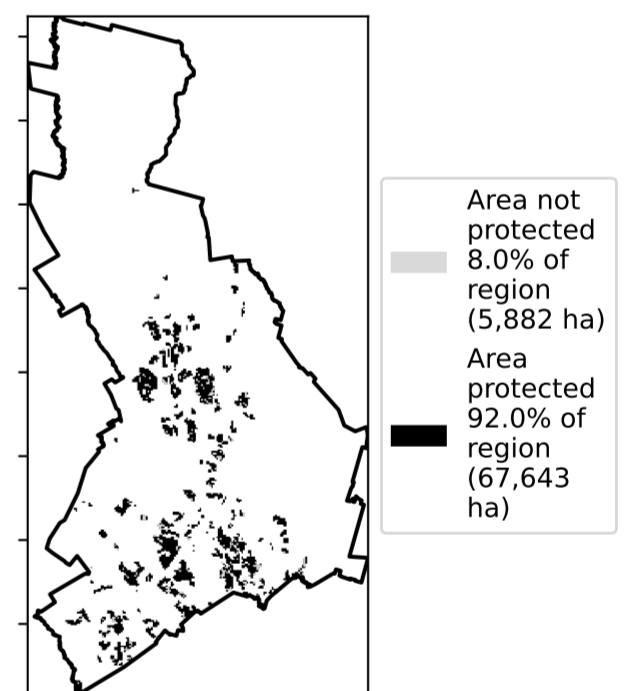 Area not
protected
8.0% of
region
(5,882 ha)
Area
protected
92.0% of
region
(67,643
ha)